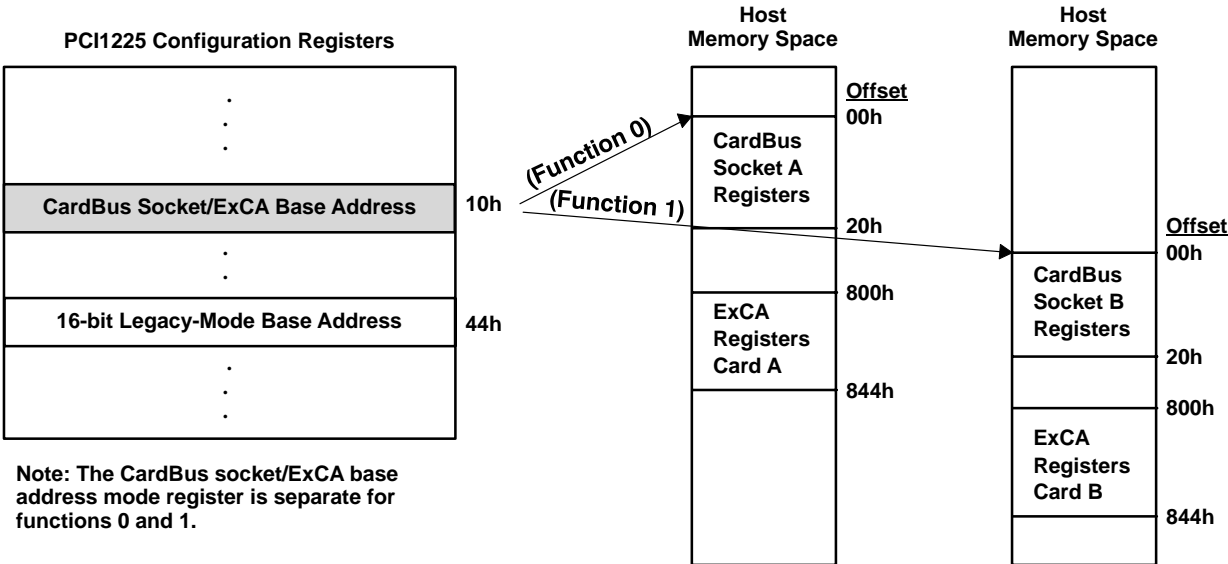 PCI1225 Configuration Registers
CardBus Socket/ExCA Base Address
10h
16-bit Legacy-Mode Base Address
44h
Note: The CardBus socket/ExCA base
address mode register is separate for
functions 0 and 1.
(Function 0)
(Function 1)
Host
Memory Space
Offset
00h
CardBus
Socket A
Registers
20h
800h
ExCA
Registers
Card A
844h
Host
Memory Space
Offset
00h
CardBus
Socket B
Registers
20h
800h
ExCA
Registers
Card B
844h